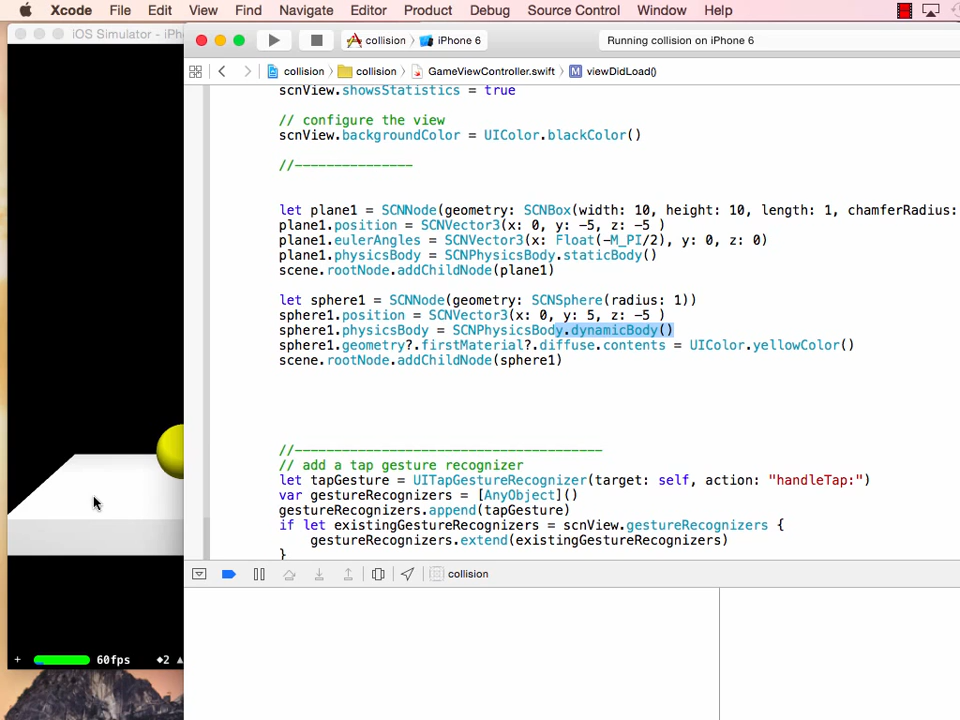 Xcode File Edit View Find Navigate Editor Product Debug Source Control Window Help
iOS Simulator - iPh
collision iPhone 6
Running collision on iPhone 6
collision collision GameViewController.swift M viewDidLoad()
scnView.showsStatistics = true
// configure the view
scnView.backgroundColor = UIColor.blackColor()
//---------------
let plane1 = SCNNode(geometry: SCNBox(width: 10, height: 10, length: 1, chamferRadius:
plane1.position = SCNVector3(x: 0, y: -5, z: -5 )
plane1.eulerAngles = SCNVector3(x: Float(-M_PI/2), y: 0, z: 0)
plane1.physicsBody = SCNPhysicsBody.staticBody()
scene.rootNode.addChildNode(plane1)
let sphere1 = SCNNode(geometry: SCNSphere(radius: 1))
sphere1.position = SCNVector3(x: 0, y: 5, z: -5 )
sphere1.physicsBody = SCNPhysicsBody.dynamicBody()
sphere1.geometry?.firstMaterial?.diffuse.contents = UIColor.yellowColor()
scene.rootNode.addChildNode(sphere1)
//---------------------------------------
// add a tap gesture recognizer
let tapGesture = UITapGestureRecognizer(target: self, action: "handleTap:")
var gestureRecognizers = [AnyObject]()
gestureRecognizers.append(tapGesture)
if let existingGestureRecognizers = scnView.gestureRecognizers {
gestureRecognizers.extend(existingGestureRecognizers)
}
collision
+ 60fps ◆2 ▲